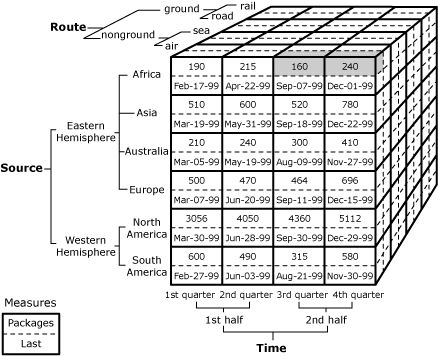 ground
rail
road
Route
nonground
sea
air
190 215 160 240
Africa
Feb-17-99 Apr-22-99 Sep-07-99 Dec-01-99
510 600 520 780
Asia
Mar-19-99 May-31-99 Sep-18-99 Dec-22-99
Eastern
Hemisphere
210 240 300 410
Australia
Mar-05-99 May-19-99 Aug-09-99 Nov-27-99
Source
500 470 464 696
Europe
Mar-07-99 Jun-20-99 Sep-11-99 Dec-15-99
3056 4050 4360 5112
North
America
Mar-30-99 Jun-28-99 Sep-30-99 Dec-29-99
Western
Hemisphere
600 490 315 580
South
America
Feb-27-99 Jun-03-99 Aug-21-99 Nov-30-99
1st quarter 2nd quarter 3rd quarter 4th quarter
1st half 2nd half
Time
Measures
Packages
Last